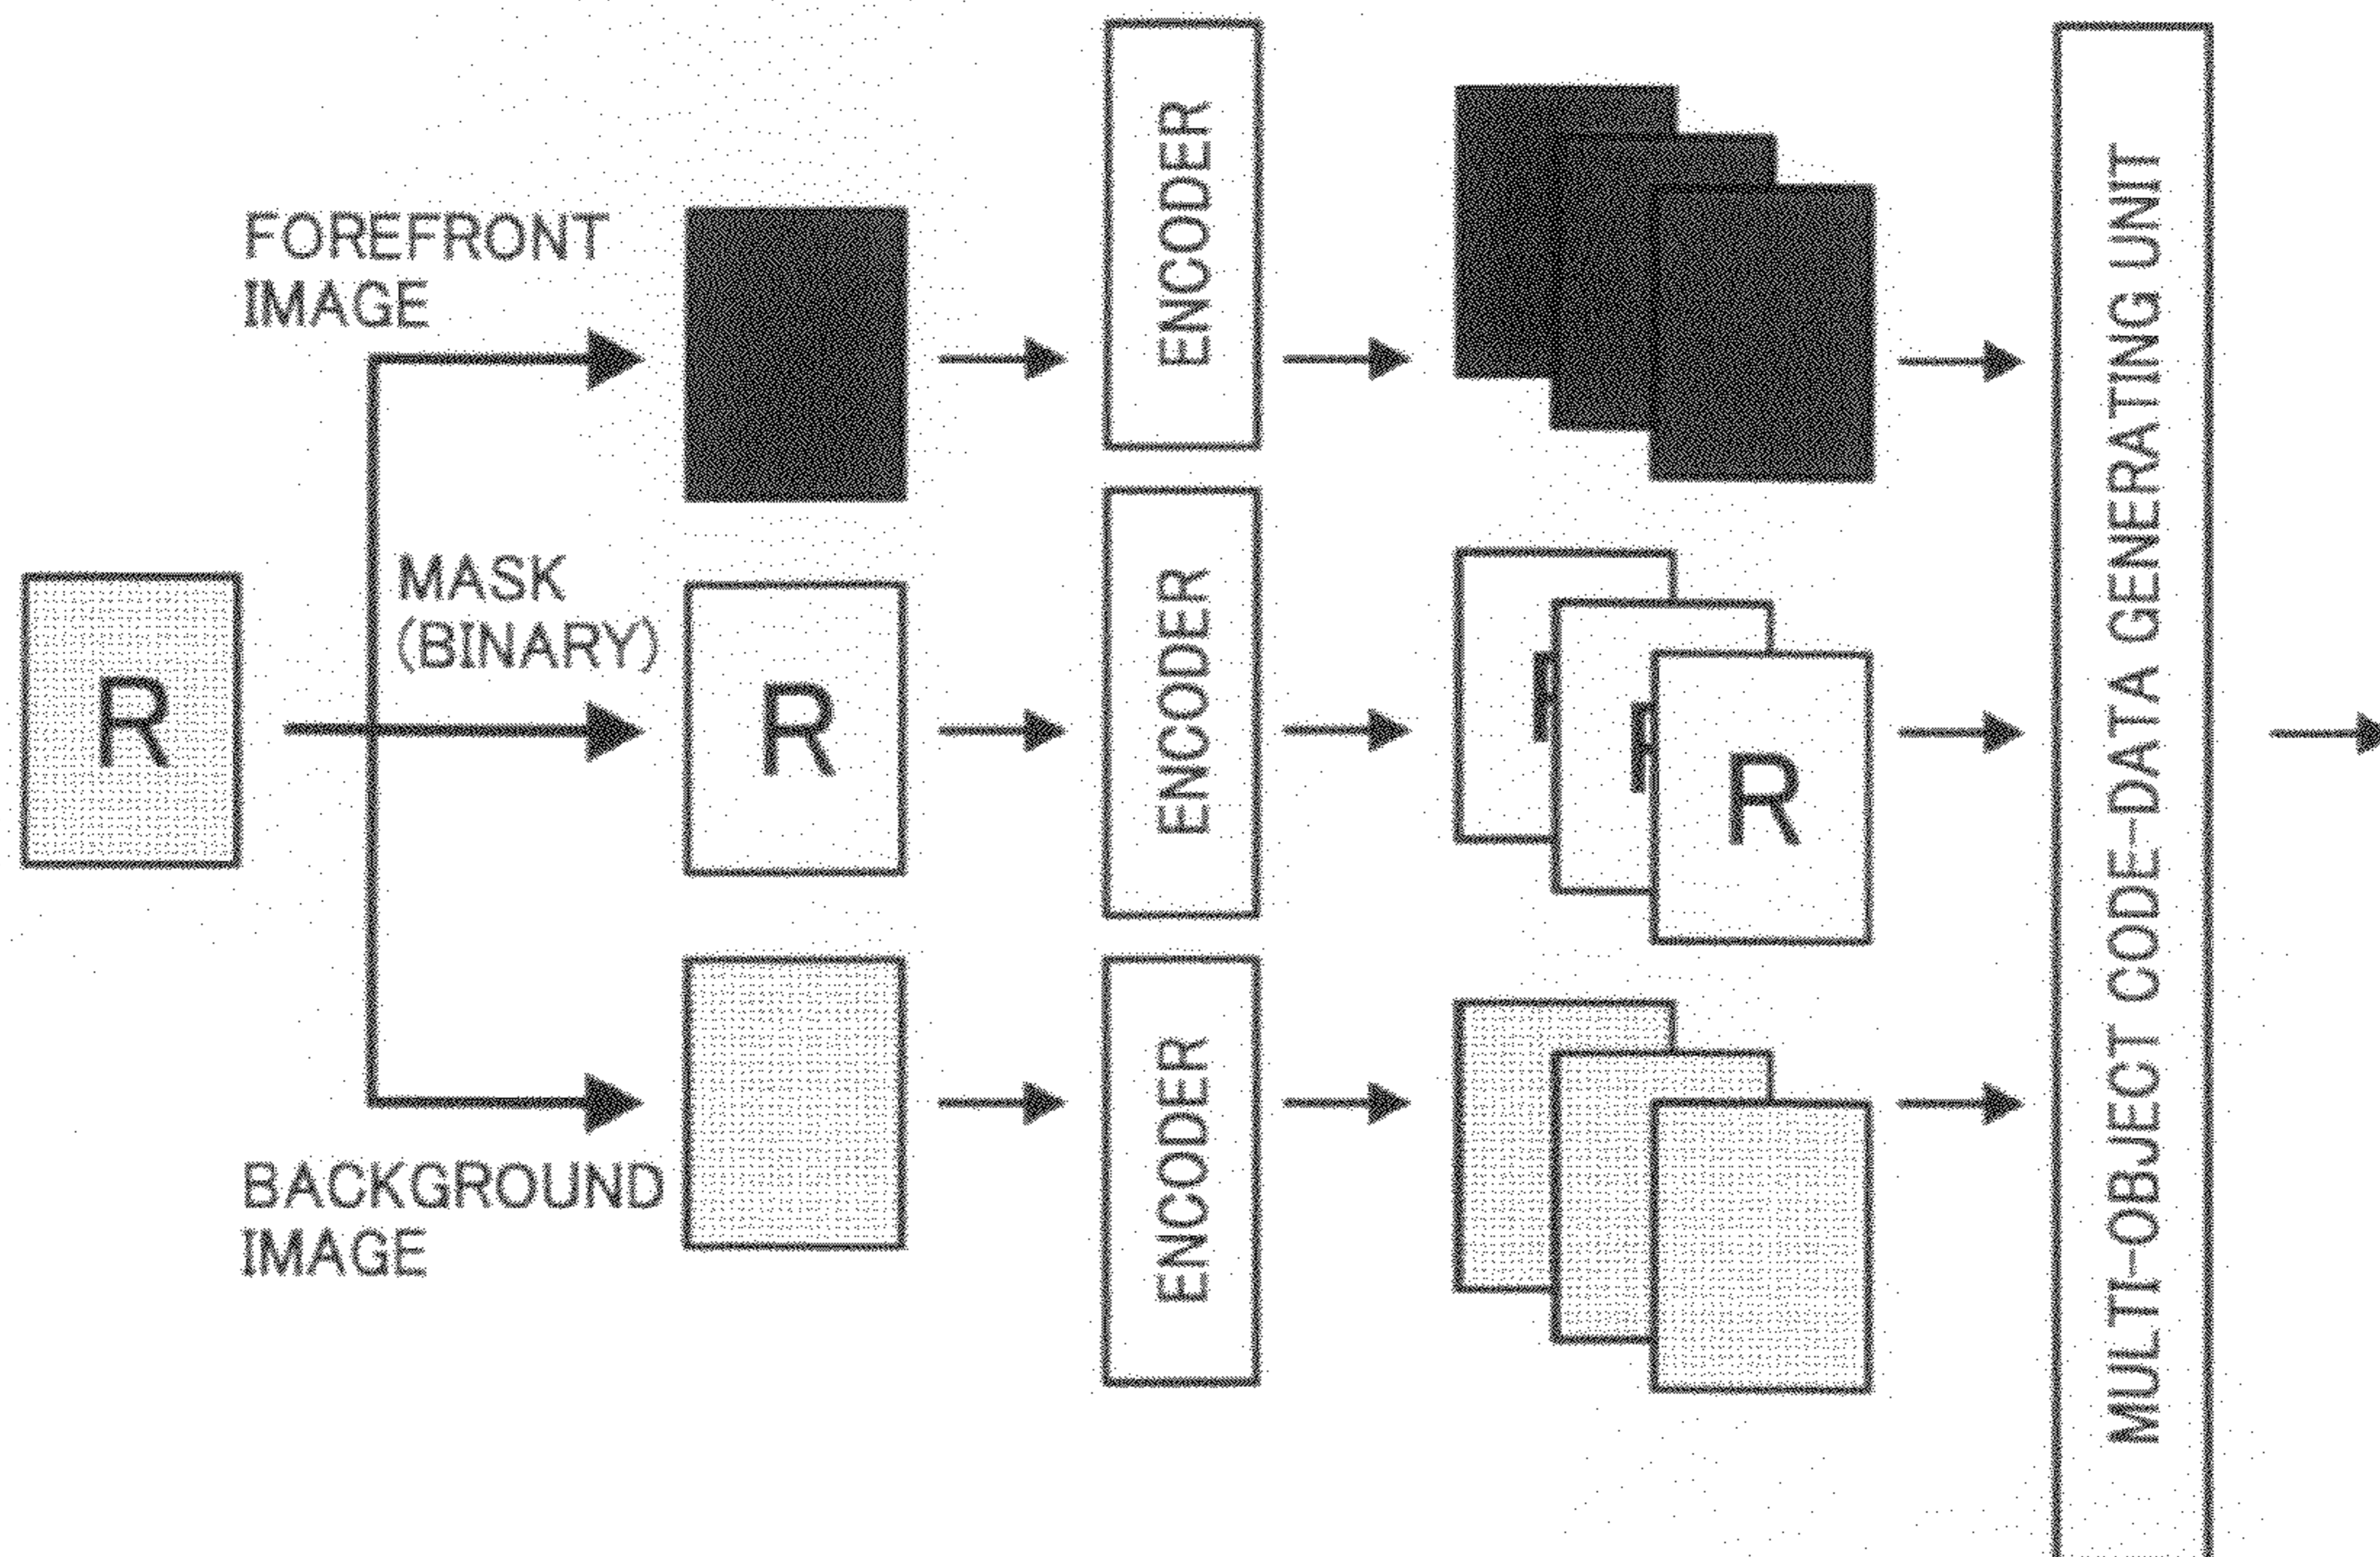 FOREFRONT
IMAGE
MASK
(BINARY)
BACKGROUND
IMAGE
R
R
ENCODER
ENCODER
ENCODER
R
R
R
MULTI-OBJECT CODE-DATA GENERATING UNIT